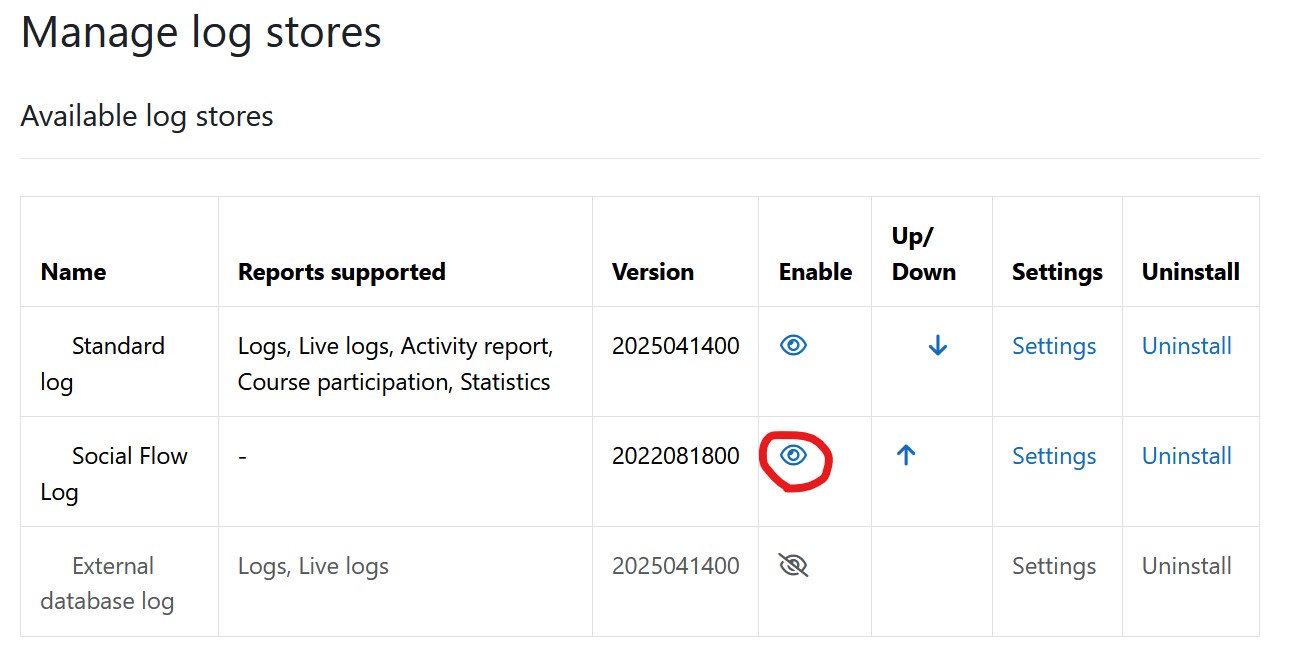 Manage log stores
Available log stores
Name Reports supported Version Enable Up/ Down Settings Uninstall
Standard log Logs, Live logs, Activity report, Course participation, Statistics 2025041400 Settings Uninstall
Social Flow Log - 2022081800 Settings Uninstall
External database log Logs, Live logs 2025041400 Settings Uninstall